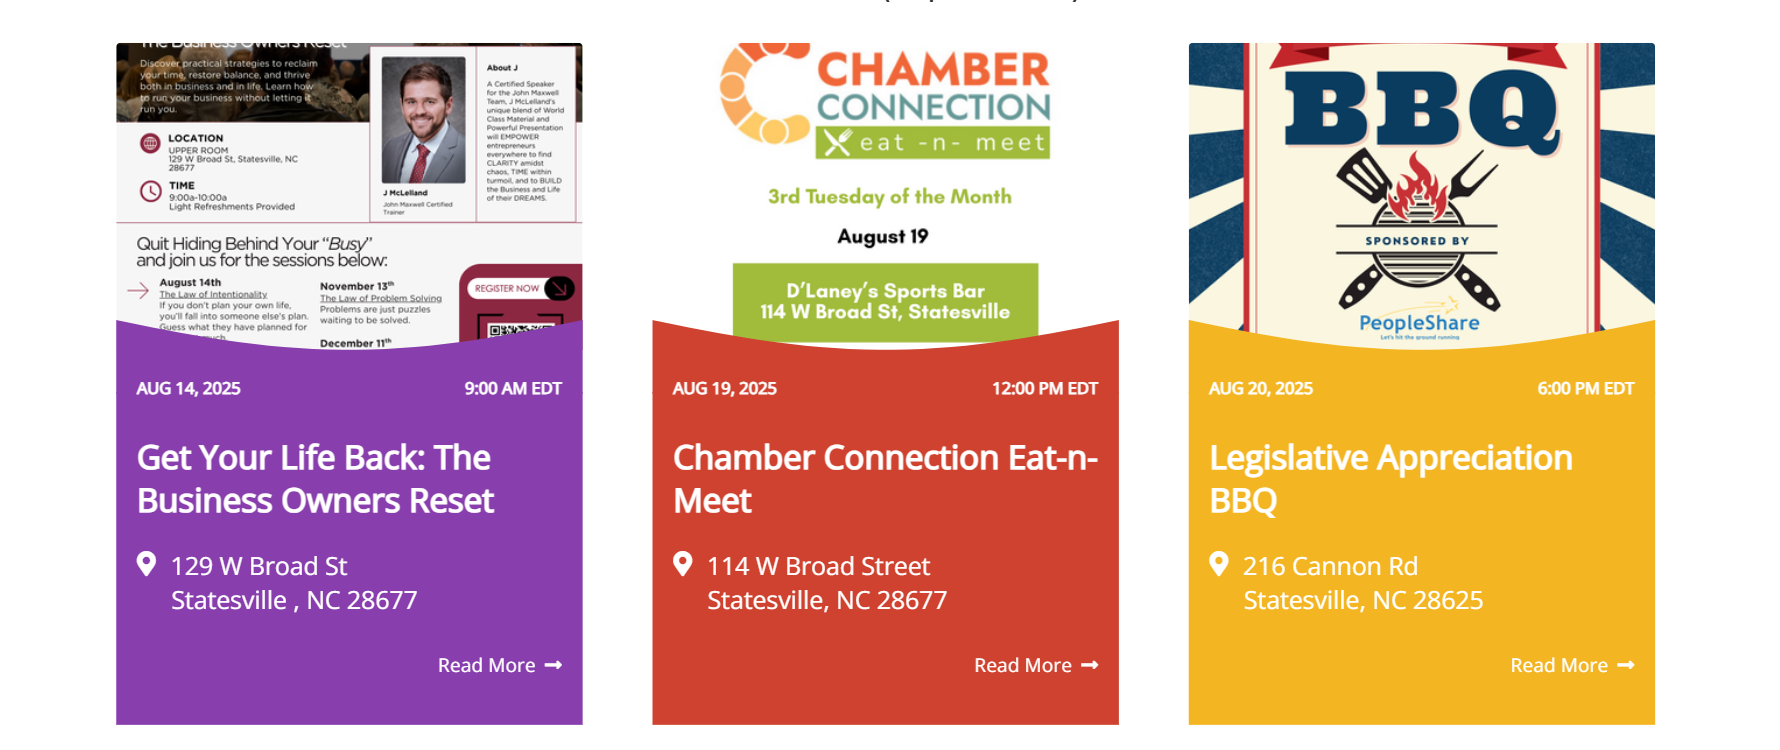 The Business Owners Reset
Discover practical strategies to reclaim
your time, restore balance, and thrive
both in business and in life. Learn how
to run your business without letting it
run you.
LOCATION
UPPER ROOM
129 W Broad St, Statesville, NC
28677
TIME
9:00a-10:00a
Light Refreshments Provided
J McLelland
John Maxwell Certified
Trainer
About J
A Certified Speaker
for the John Maxwell
Team, J McLelland's
unique blend of World
Class Material and
Powerful Presentation
will EMPOWER
entrepreneurs
everywhere to find
CLARITY amidst
chaos, TIME within
turmoil, and to BUILD
the Business and Life
of their DREAMS.
Quit Hiding Behind Your “Busy”
and join us for the sessions below:
August 14th
The Law of Intentionality
If you don't plan your own life,
you'll fall into someone else's plan.
Guess what they have planned for
November 13th
The Law of Problem Solving
Problems are just puzzles
waiting to be solved.
December 11th
REGISTER NOW
AUG 14, 2025
9:00 AM EDT
Get Your Life Back: The
Business Owners Reset
129 W Broad St
Statesville , NC 28677
Read More
CHAMBER
CONNECTION
eat -n- meet
3rd Tuesday of the Month
August 19
D’Laney’s Sports Bar
114 W Broad St, Statesville
AUG 19, 2025
12:00 PM EDT
Chamber Connection Eat-n-
Meet
114 W Broad Street
Statesville, NC 28677
Read More
BBQ
SPONSORED BY
PeopleShare
Let's hit the ground running
AUG 20, 2025
6:00 PM EDT
Legislative Appreciation
BBQ
216 Cannon Rd
Statesville, NC 28625
Read More